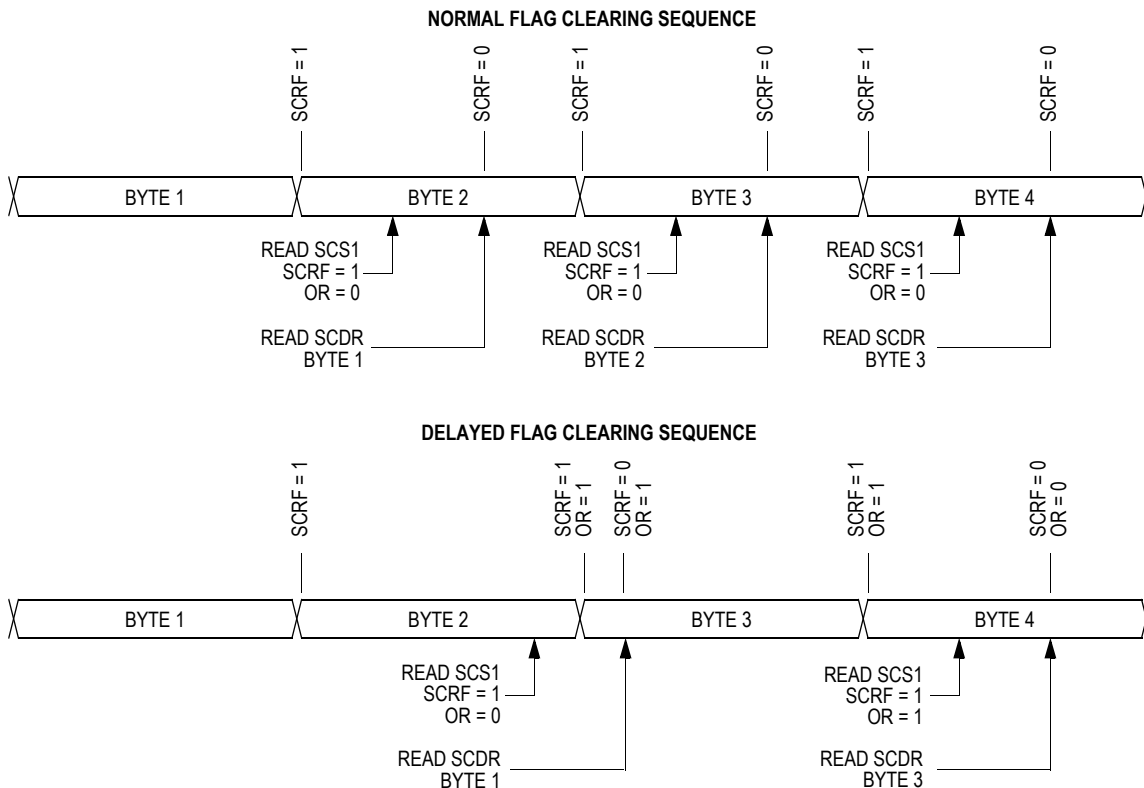 NORMAL FLAG CLEARING SEQUENCE
SCRF = 1
SCRF = 0
SCRF = 1
SCRF = 0
SCRF = 1
SCRF = 0
BYTE 1
BYTE 2
BYTE 3
BYTE 4
READ SCS1
SCRF = 1
OR = 0
READ SCS1
SCRF = 1
OR = 0
READ SCS1
SCRF = 1
OR = 0
READ SCDR
BYTE 1
READ SCDR
BYTE 2
READ SCDR
BYTE 3
DELAYED FLAG CLEARING SEQUENCE
SCRF = 1
SCRF = 1
OR = 1
SCRF = 0
OR = 1
SCRF = 1
OR = 1
SCRF = 0
OR = 0
BYTE 1
BYTE 2
BYTE 3
BYTE 4
READ SCS1
SCRF = 1
OR = 0
READ SCS1
SCRF = 1
OR = 1
READ SCDR
BYTE 1
READ SCDR
BYTE 3